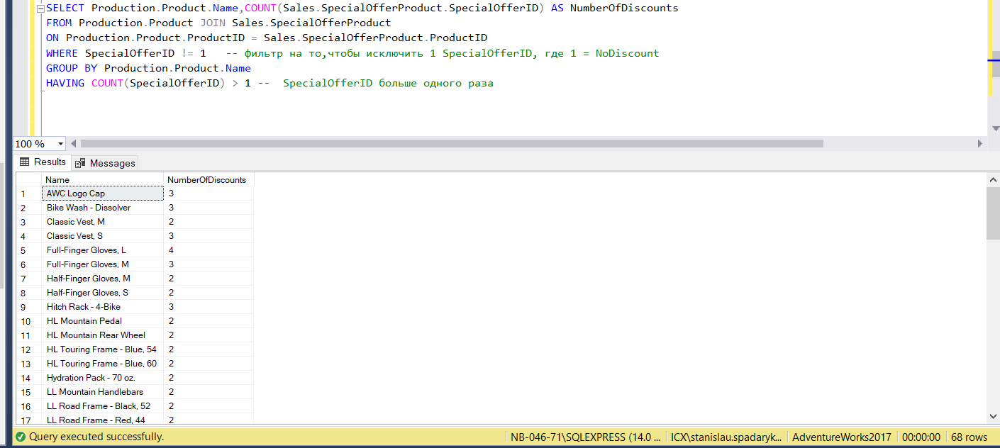 SELECT Production.Product.Name,COUNT(Sales.SpecialOfferProduct.SpecialOfferID) AS NumberOfDiscounts
FROM Production.Product JOIN Sales.SpecialOfferProduct
ON Production.Product.ProductID = Sales.SpecialOfferProduct.ProductID
WHERE SpecialOfferID != 1   -- фильтр на то,чтобы исключить 1 SpecialOfferID, где 1 = NoDiscount
GROUP BY Production.Product.Name
HAVING COUNT(SpecialOfferID) > 1 --  SpecialOfferID больше одного раза
100 %
Results Messages
Name NumberOfDiscounts
1 AWC Logo Cap 3
2 Bike Wash - Dissolver 3
3 Classic Vest, M 2
4 Classic Vest, S 3
5 Full-Finger Gloves, L 4
6 Full-Finger Gloves, M 3
7 Half-Finger Gloves, M 2
8 Half-Finger Gloves, S 2
9 Hitch Rack - 4-Bike 3
10 HL Mountain Pedal 2
11 HL Mountain Rear Wheel 2
12 HL Touring Frame - Blue, 54 2
13 HL Touring Frame - Blue, 60 2
14 Hydration Pack - 70 oz. 2
15 LL Mountain Handlebars 2
16 LL Road Frame - Black, 52 2
17 LL Road Frame - Red, 44 2
Query executed successfully. NB-046-71\SQLEXPRESS (14.0 ... ICX\stanislau.spadaryk... AdventureWorks2017 00:00:00 68 rows